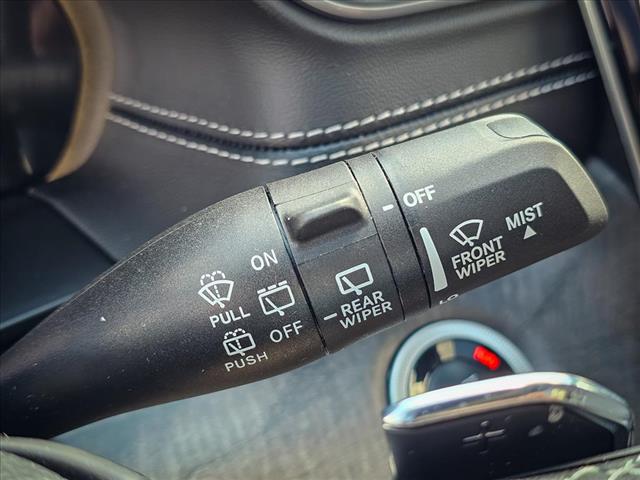 OFF
MIST
FRONT
WIPER
REAR
WIPER
ON
OFF
PULL
PUSH